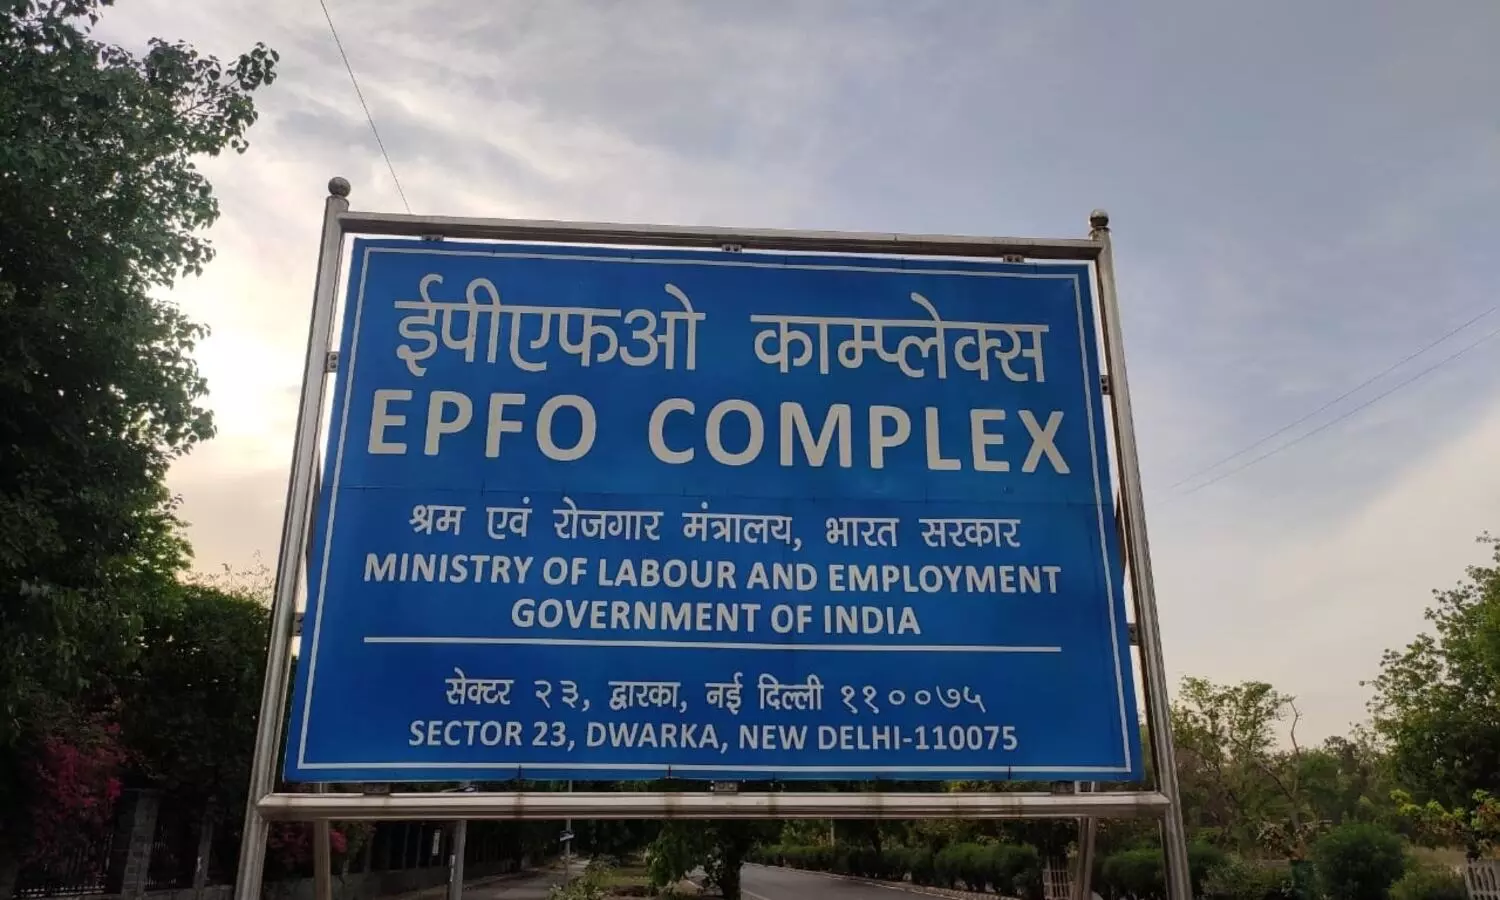 ईपीएफओ काम्प्लेक्स
EPFO COMPLEX
श्रम एवं रोजगार मंत्रालय, भारत सरकार
MINISTRY OF LABOUR AND EMPLOYMENT
GOVERNMENT OF INDIA
सेक्टर २३, द्वारका, नई दिल्ली ११००७५
SECTOR 23, DWARKA, NEW DELHI-110075